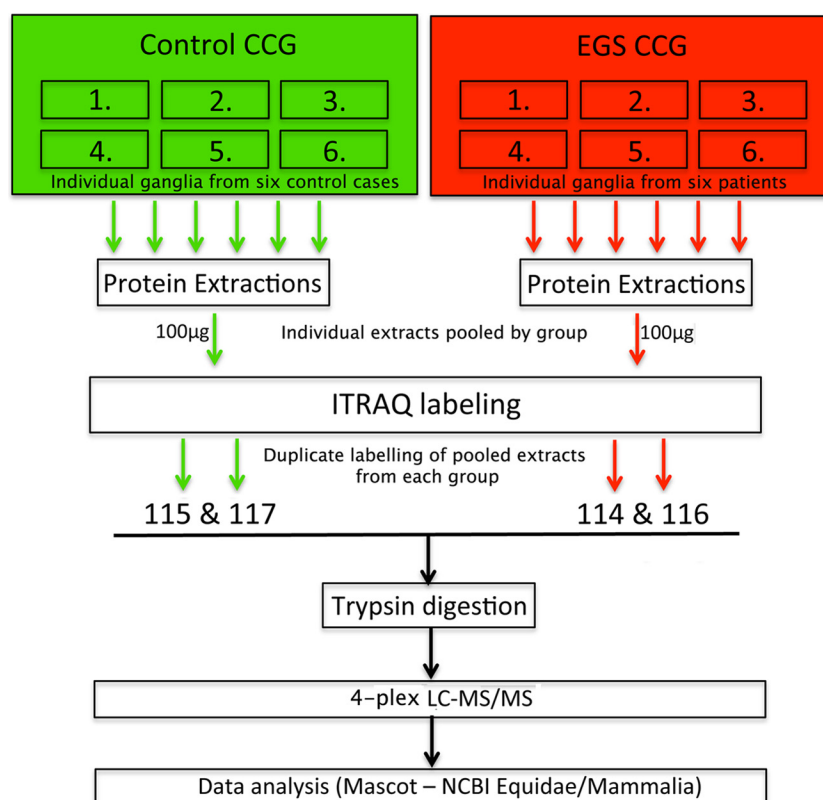 Control CCG
1. 2. 3.
4. 5. 6.
Individual ganglia from six control cases
EGS CCG
1. 2. 3.
4. 5. 6.
Individual ganglia from six patients
Protein Extractions
Protein Extractions
100µg
Individual extracts pooled by group
100µg
ITRAQ labeling
Duplicate labelling of pooled extracts
from each group
115 & 117
114 & 116
Trypsin digestion
4-plex LC-MS/MS
Data analysis (Mascot – NCBI Equidae/Mammalia)